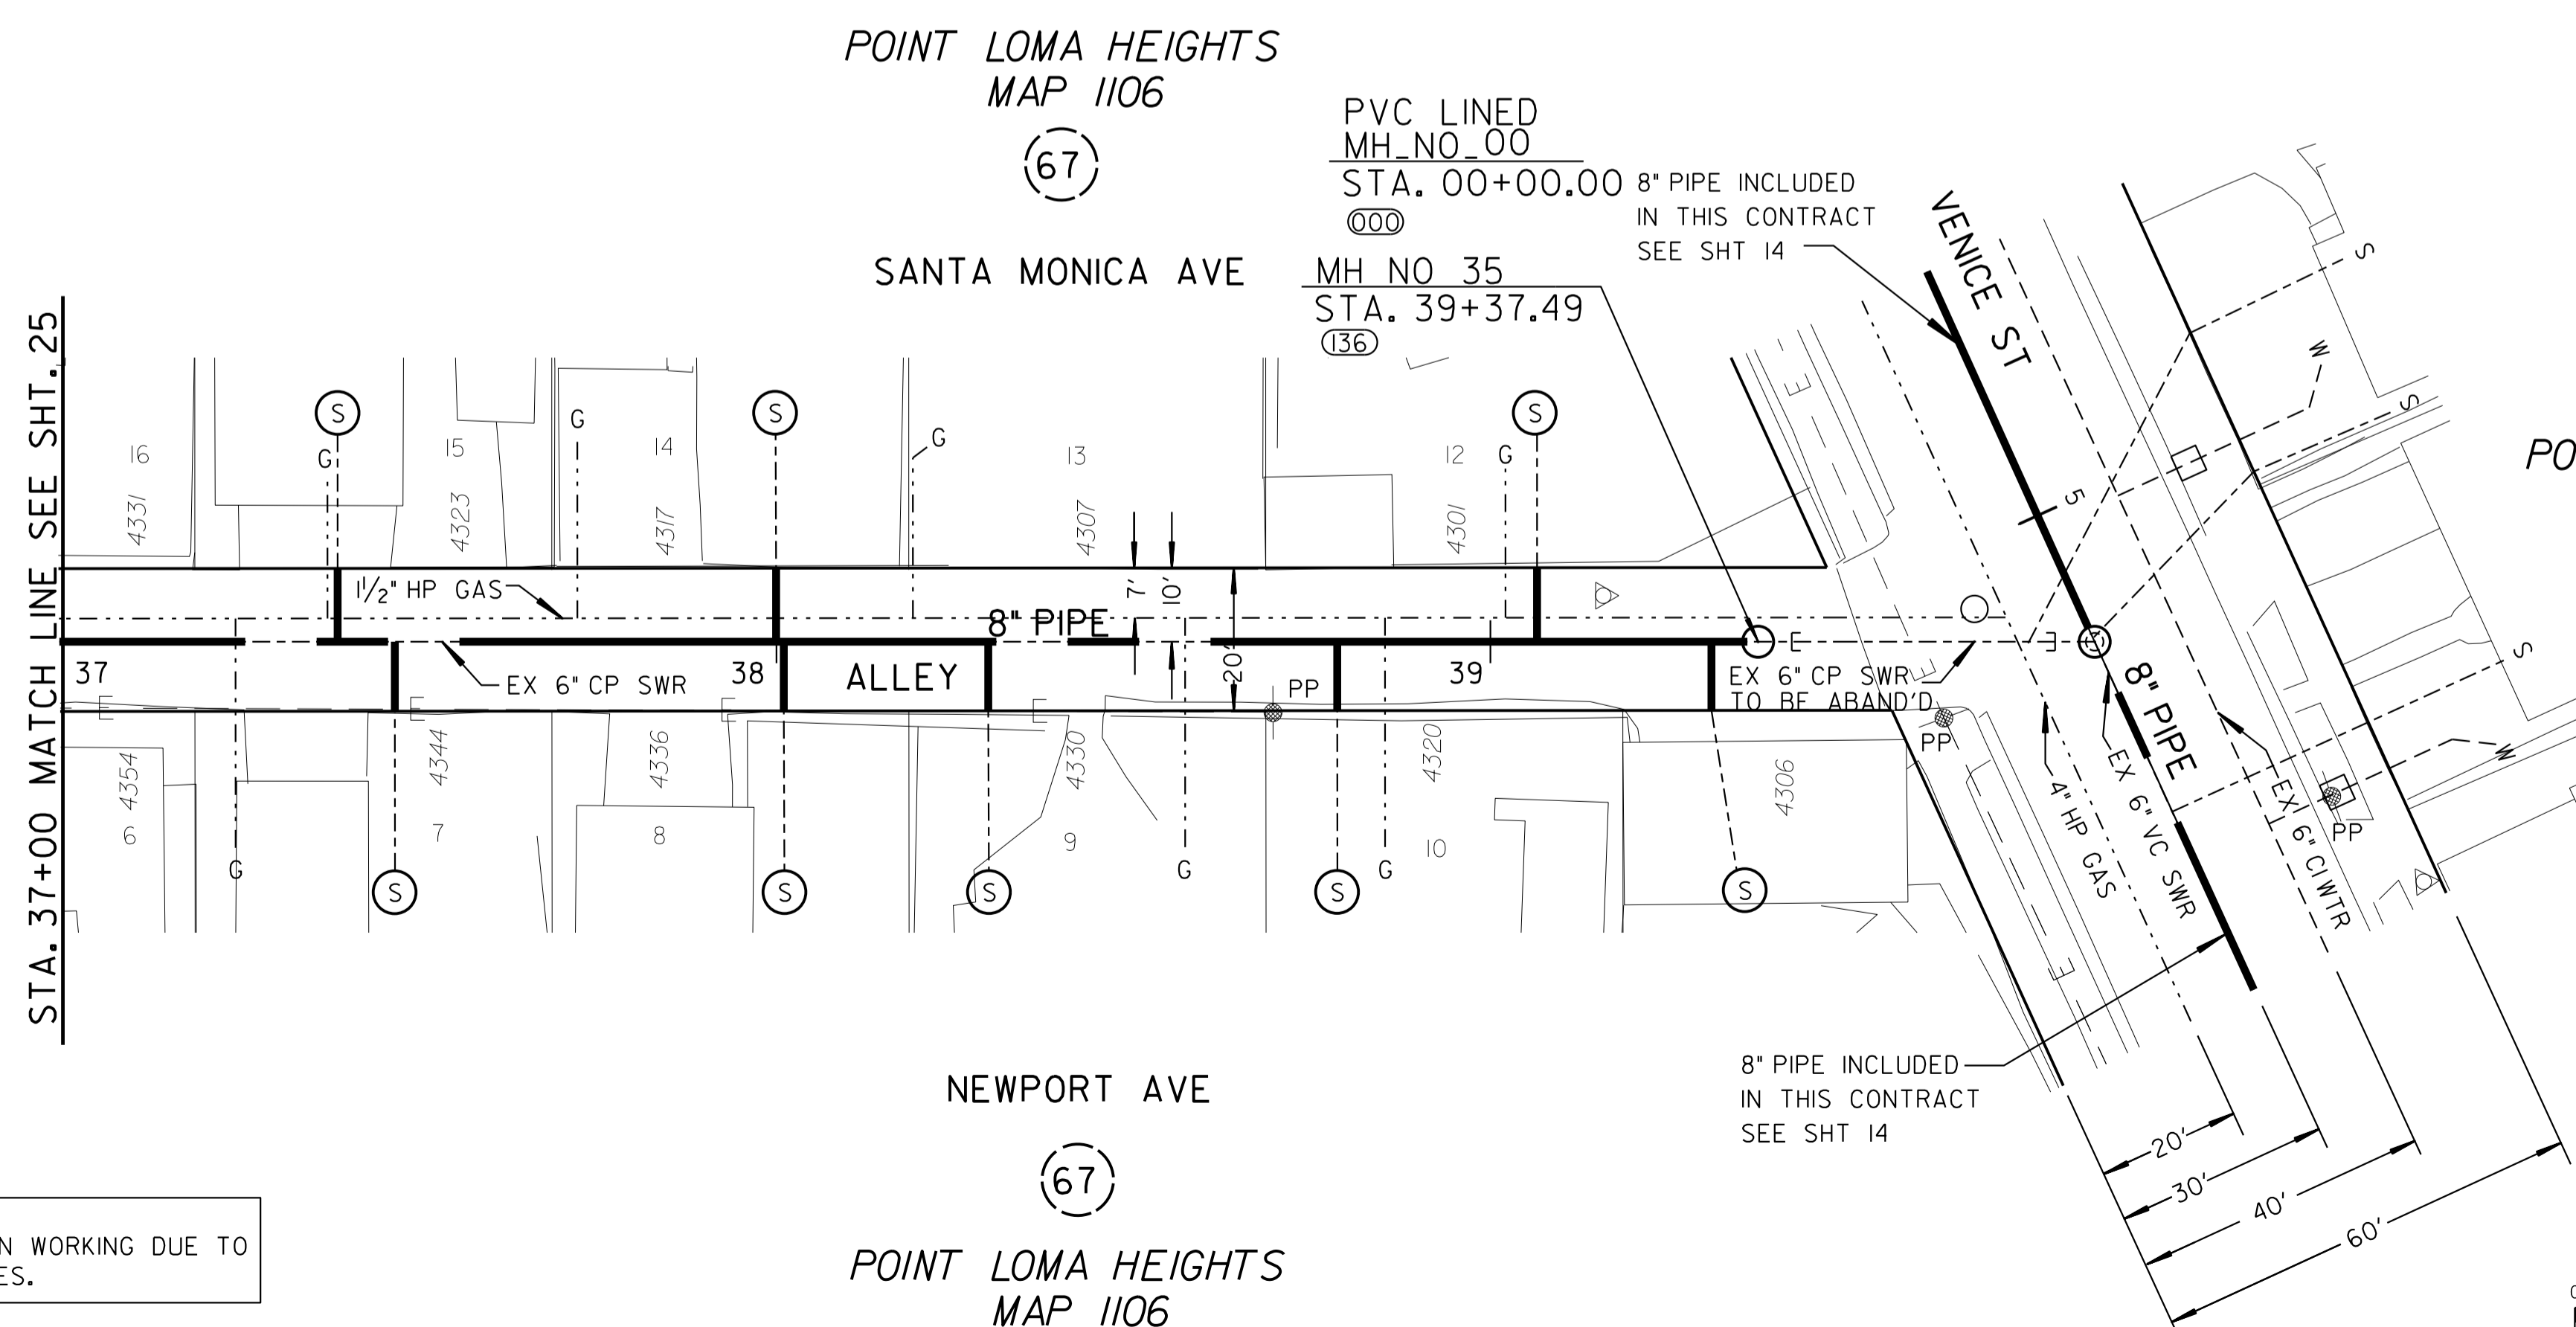 POINT LOMA HEIGHTS
MAP 1106
67
PVC LINED
MH_NO_00
STA. 00+00.00
000
8" PIPE INCLUDED
IN THIS CONTRACT
SEE SHT 14
VENICE ST
SANTA MONICA AVE
MH NO 35
STA. 39+37.49
136
STA. 37+00 MATCH LINE SEE SHT. 25
S
S
S
G
G
G
G
16
15
14
13
12
4331
4323
4317
4307
4301
E
S
W
S
PO
5
1 1/2" HP GAS
8" PIPE
7'
10'
20'
37
38
39
ALLEY
EX 6" CP SWR
EX 6" CP SWR
TO BE ABAND'D
E
E
E
E
E
E
E
PP
PP
PP
8" PIPE
S
W
4354
4344
4336
4330
4320
4306
6
7
8
9
10
G
G
G
S
S
S
S
S
4" HP GAS
EX 6" VC SWR
EX 6" CI WTR
E
8" PIPE INCLUDED
IN THIS CONTRACT
SEE SHT 14
20'
30'
40'
60'
NEWPORT AVE
67
POINT LOMA HEIGHTS
MAP 1106
N WORKING DUE TO
ES.